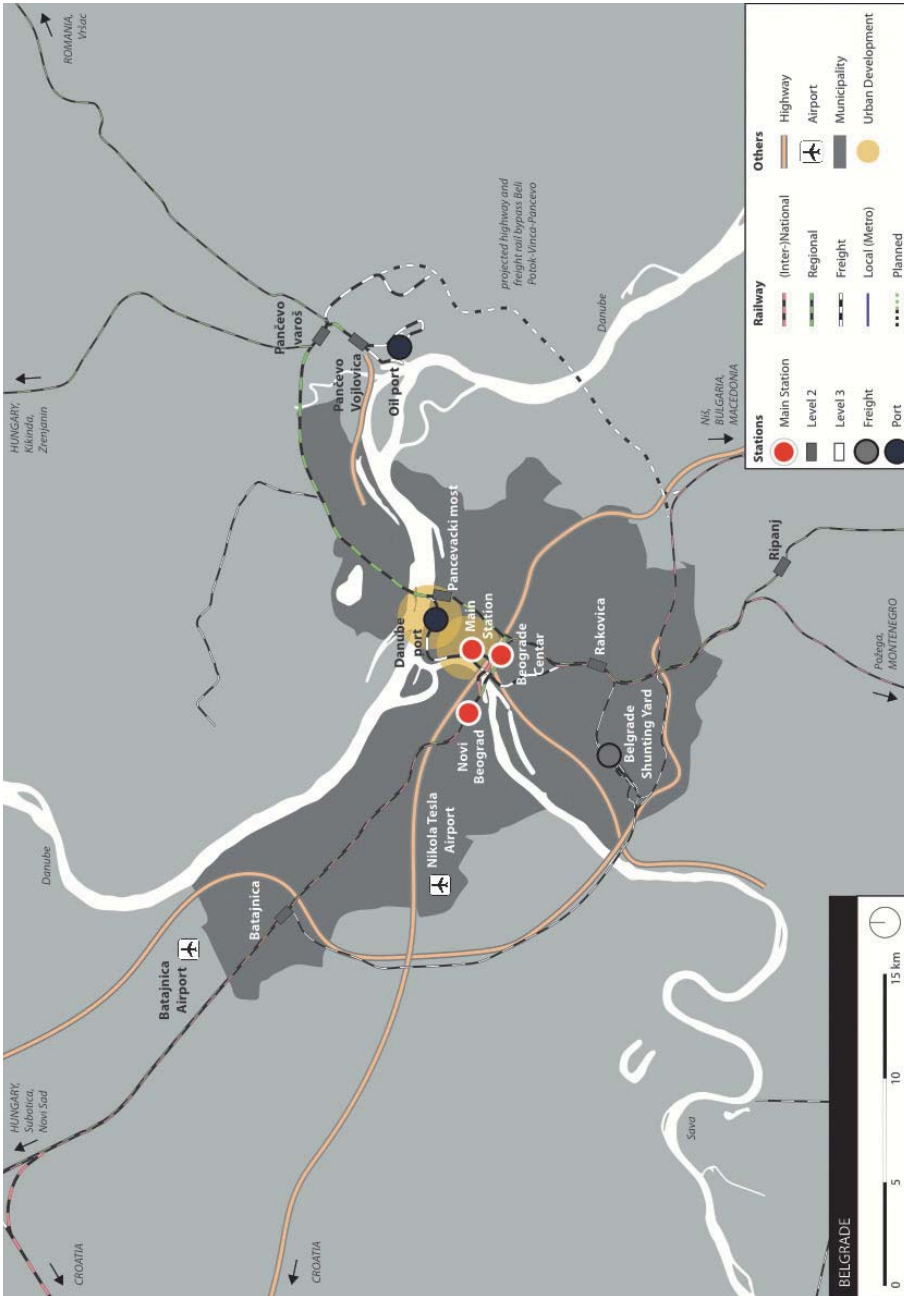 HUNGARY,
Subotica,
Novi Sad
HUNGARY,
Kikinda,
Zrenjanin
ROMANIA,
Vršac
CROATIA
CROATIA
Danube
Batajnica
Airport
Batajnica
Nikola Tesla
Airport
Novi
Beograd
Danube
port
Pancevacki most
Main
Station
Beograde
Centar
Pančevo
varoš
Pančevo
Vojlovica
Oil port
projected highway and
freight rail bypass Beli
Potok-Vinca-Pancevo
Danube
Rakovica
Belgrade
Shunting Yard
Ripanj
Niš,
BULGARIA,
MACEDONIA
Požega,
MONTENEGRO
Sava
BELGRADE
0 5 10 15 km
Stations
Main Station
Level 2
Level 3
Freight
Port
Railway
(Inter-)National
Regional
Freight
Local (Metro)
Planned
Others
Highway
Airport
Municipality
Urban Development